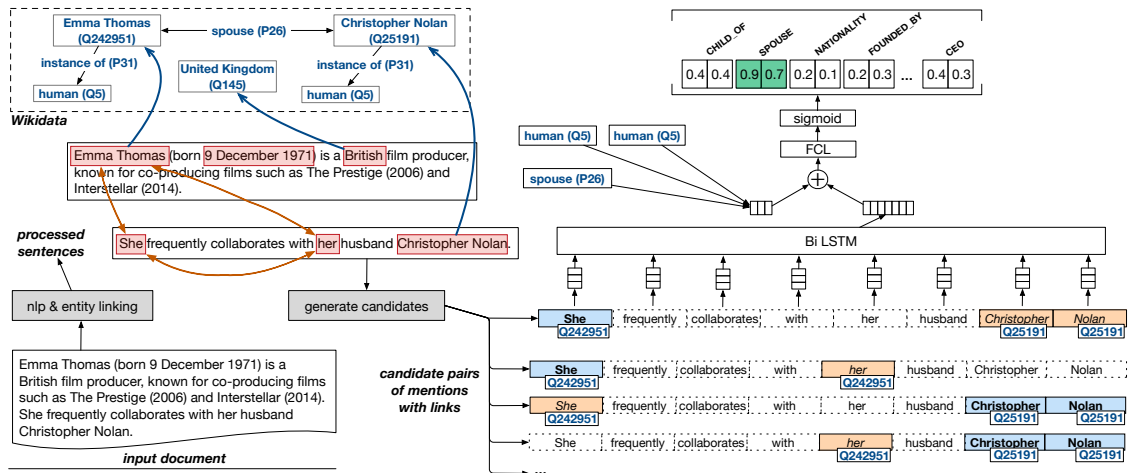 Emma Thomas
(Q242951)
spouse (P26)
Christopher Nolan
(Q25191)
instance of (P31)
instance of (P31)
United Kingdom
(Q145)
human (Q5)
human (Q5)
Wikidata
Emma Thomas (born 9 December 1971) is a British film producer,
known for co-producing films such as The Prestige (2006) and
Interstellar (2014).
She frequently collaborates with her husband Christopher Nolan.
processed
sentences
nlp & entity linking
generate candidates
Emma Thomas (born 9 December 1971) is a
British film producer, known for co-producing films
such as The Prestige (2006) and Interstellar (2014).
She frequently collaborates with her husband
Christopher Nolan.
input document
candidate pairs
of mentions
with links
CHILD_OF
SPOUSE
NATIONALITY
FOUNDED_BY
CEO
0.4 0.4 0.9 0.7 0.2 0.1 0.2 0.3 ... 0.4 0.3
sigmoid
FCL
human (Q5)
human (Q5)
spouse (P26)
Bi LSTM
She frequently collaborates with her husband Christopher Nolan
Q242951 Q25191 Q25191
She frequently collaborates with her husband Christopher Nolan
Q242951 Q242951
She frequently collaborates with her husband Christopher Nolan
Q242951 Q25191 Q25191
She frequently collaborates with her husband Christopher Nolan
Q242951 Q25191 Q25191
...